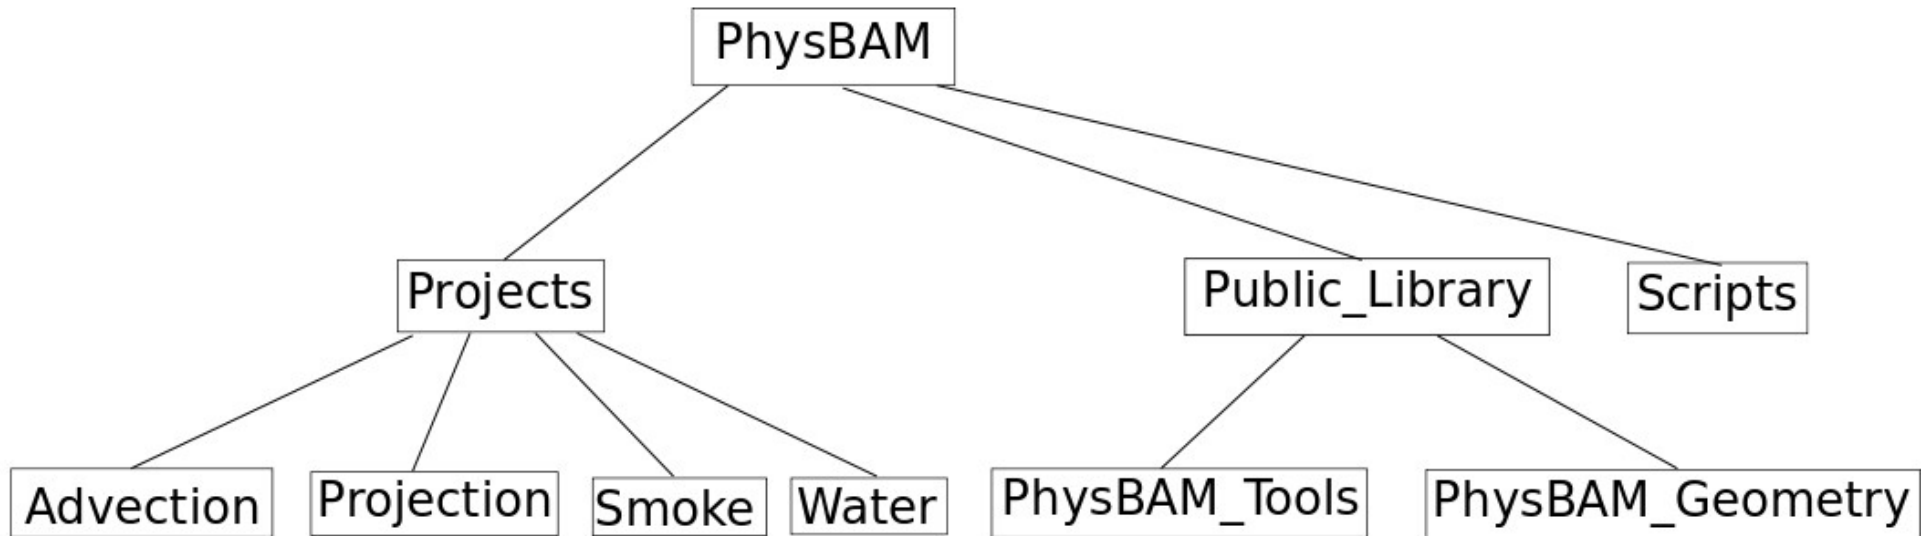 PhysBAM
Projects
Public_Library
Scripts
Advection
Projection
Smoke
Water
PhysBAM_Tools
PhysBAM_Geometry